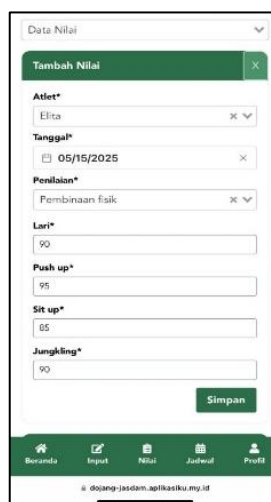 Data Nilai
Tambah Nilai X
Atlet*
Elita
Tanggal*
05/15/2025
Penilaian*
Pembinaan fisik
Lari*
90
Push up*
95
Sit up*
85
Jungkling*
90
Simpan
Beranda Input Nilai Jadwal Profil
dojang-jasdam.aplikasiku.my.id